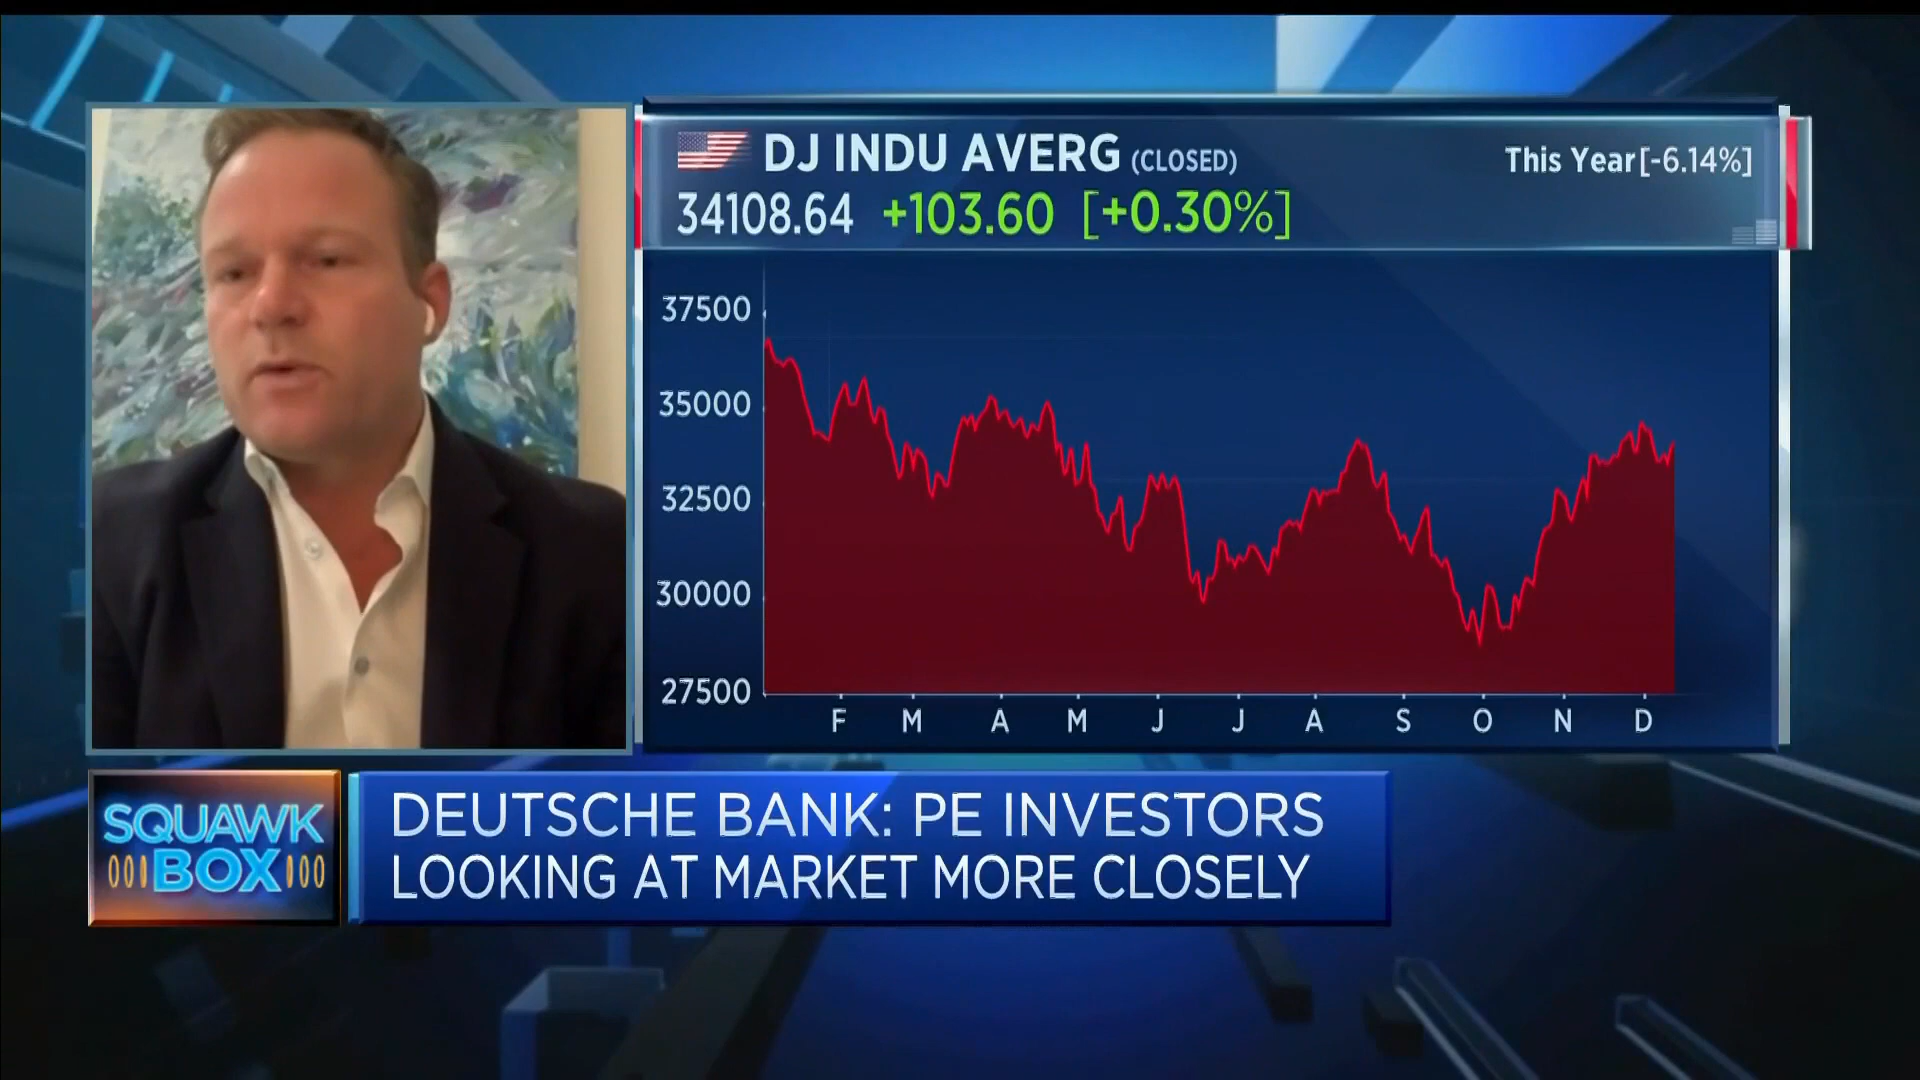 DJ INDU AVERG (CLOSED)
This Year[-6.14%]
34108.64 +103.60 [+0.30%]
37500
35000
32500
30000
27500
F M A M J J A S O N D
SQUAWK
BOX
DEUTSCHE BANK: PE INVESTORS
LOOKING AT MARKET MORE CLOSELY